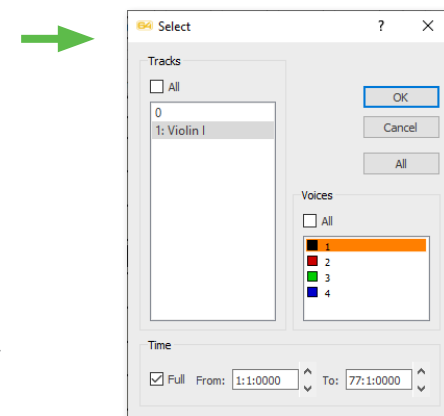 64 Select ? ×
Tracks
All
0
1: Violin I
OK
Cancel
All
Voices
All
1
2
3
4
Time
Full From: 1:1:0000 To: 77:1:0000